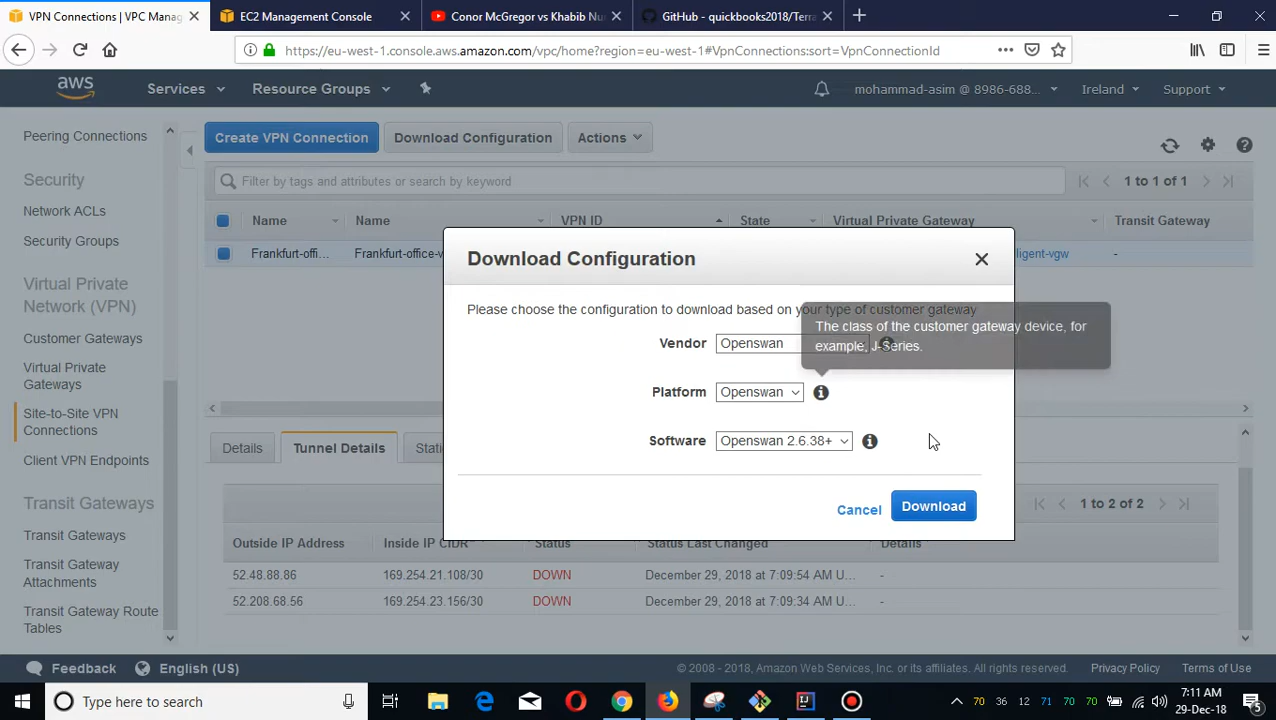 VPN Connections | VPC Manag
EC2 Management Console
Conor McGregor vs Khabib Nu
GitHub - quickbooks2018/Terra
https://eu-west-1.console.aws.amazon.com/vpc/home?region=eu-west-1#VpnConnections:sort=VpnConnectionId
aws
Services
Resource Groups
mohammad-asim @ 8986-688...
Ireland
Support
Peering Connections
Security
Network ACLs
Security Groups
Virtual Private
Network (VPN)
Customer Gateways
Virtual Private
Gateways
Site-to-Site VPN
Connections
Client VPN Endpoints
Transit Gateways
Transit Gateways
Transit Gateway
Attachments
Transit Gateway Route
Tables
Create VPN Connection
Download Configuration
Actions
Filter by tags and attributes or search by keyword
1 to 1 of 1
Name
Name
VPN ID
State
Virtual Private Gateway
Transit Gateway
Frankfurt-offi...
Frankfurt-office-v
ligent-vgw
-
Download Configuration
Please choose the configuration to download based on your type of customer gateway
The class of the customer gateway device, for
example, J-Series.
Vendor
Openswan
Platform
Openswan
Software
Openswan 2.6.38+
Cancel
Download
Details
Tunnel Details
Stati
1 to 2 of 2
Outside IP Address
Inside IP CIDR
Status
Status Last Changed
Details
52.48.88.86
169.254.21.108/30
DOWN
December 29, 2018 at 7:09:54 AM U...
-
52.208.68.56
169.254.23.156/30
DOWN
December 29, 2018 at 7:09:34 AM U...
-
Feedback
English (US)
© 2008 - 2018, Amazon Web Services, Inc. or its affiliates. All rights reserved.
Privacy Policy
Terms of Use
Type here to search
70
36
12
71
70
70
7:11 AM
29-Dec-18
5